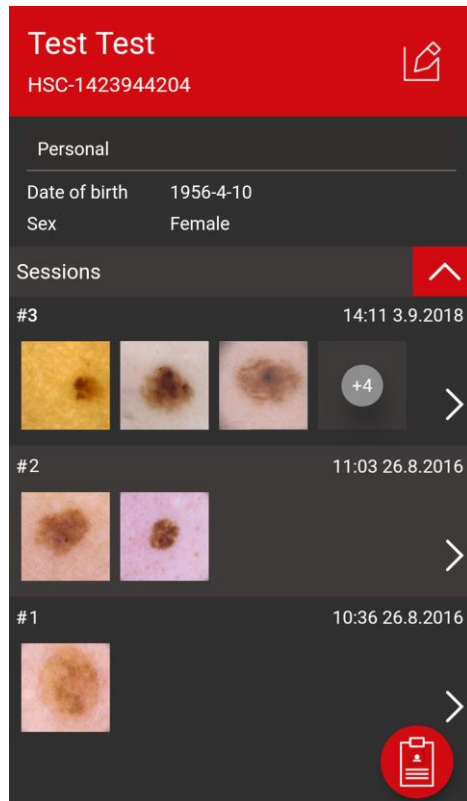 Test Test
HSC-1423944204
Personal
Date of birth 1956-4-10
Sex Female
Sessions
#3 14:11 3.9.2018
+4
#2 11:03 26.8.2016
#1 10:36 26.8.2016